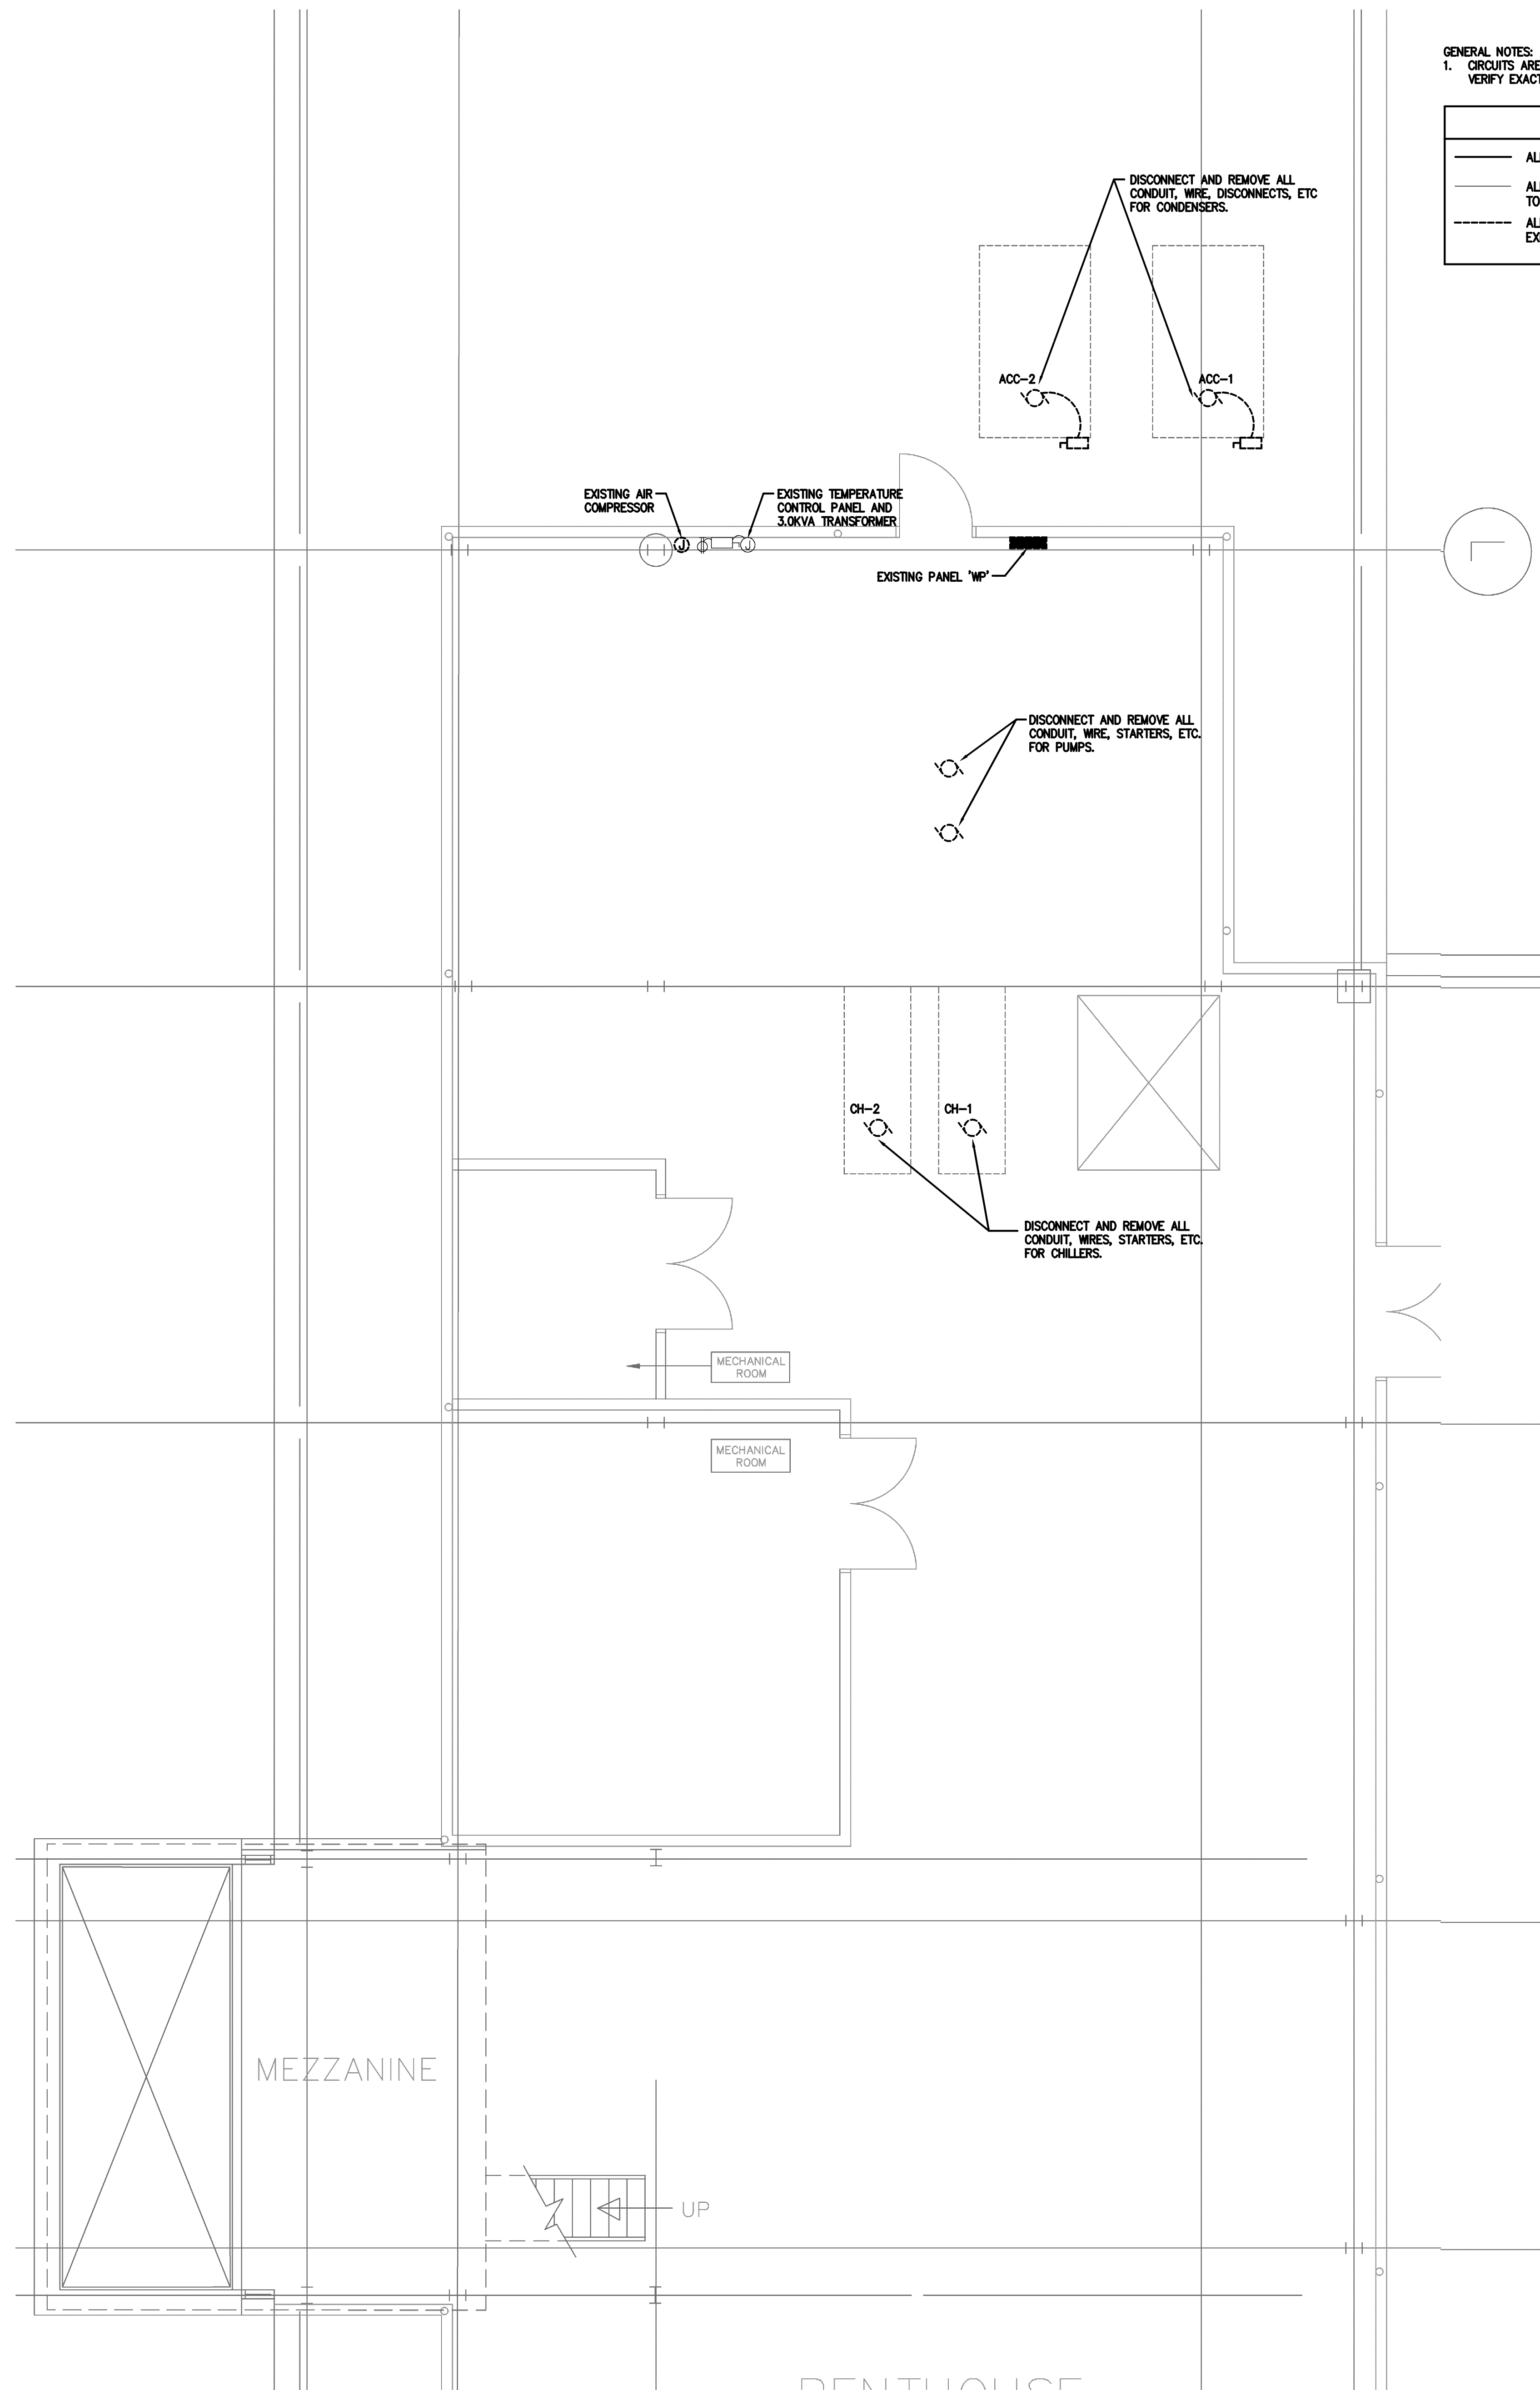 GENERAL NOTES:
1. CIRCUITS ARE
VERIFY EXACT
DISCONNECT AND REMOVE ALL
CONDUIT, WIRE, DISCONNECTS, ETC
FOR CONDENSERS.
ACC-2
ACC-1
EXISTING AIR
COMPRESSOR
EXISTING TEMPERATURE
CONTROL PANEL AND
3.0KVA TRANSFORMER
J
J
EXISTING PANEL 'WP'
L
DISCONNECT AND REMOVE ALL
CONDUIT, WIRE, STARTERS, ETC.
FOR PUMPS.
CH-2
CH-1
DISCONNECT AND REMOVE ALL
CONDUIT, WIRES, STARTERS, ETC.
FOR CHILLERS.
MECHANICAL
ROOM
MECHANICAL
ROOM
MEZZANINE
UP
PENTHOUSE